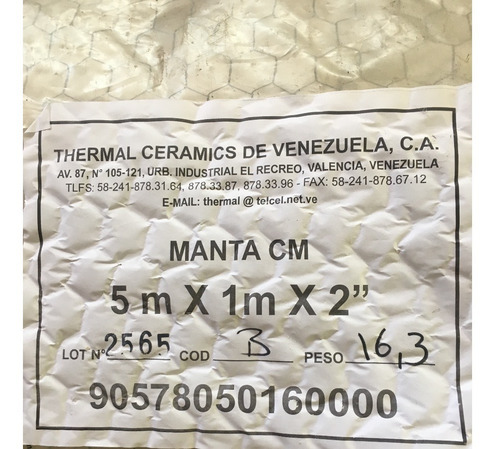 THERMAL CERAMICS DE VENEZUELA, C.A.
AV. 87, N° 105-121, URB. INDUSTRIAL EL RECREO, VALENCIA, VENEZUELA
TLFS: 58-241-878.31.64, 878.33.87, 878.33.96 - FAX: 58-241-878.67.12
E-MAIL: thermal @ telcel.net.ve
MANTA CM
5 m X 1m X 2”
LOT N° 2565 COD B PESO 16,3
90578050160000